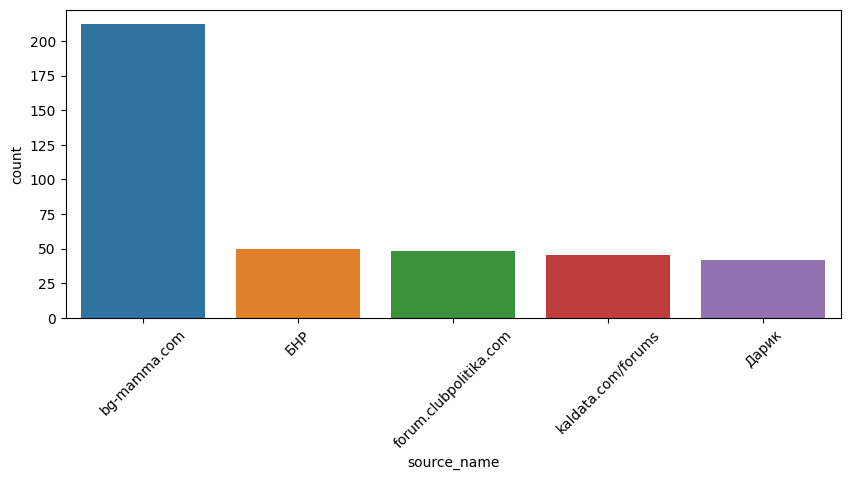 200
175
150
125
100
75
50
25
0
count
bg-mamma.com
БНР
forum.clubpolitika.com
kaldata.com/forums
Дарик
source_name